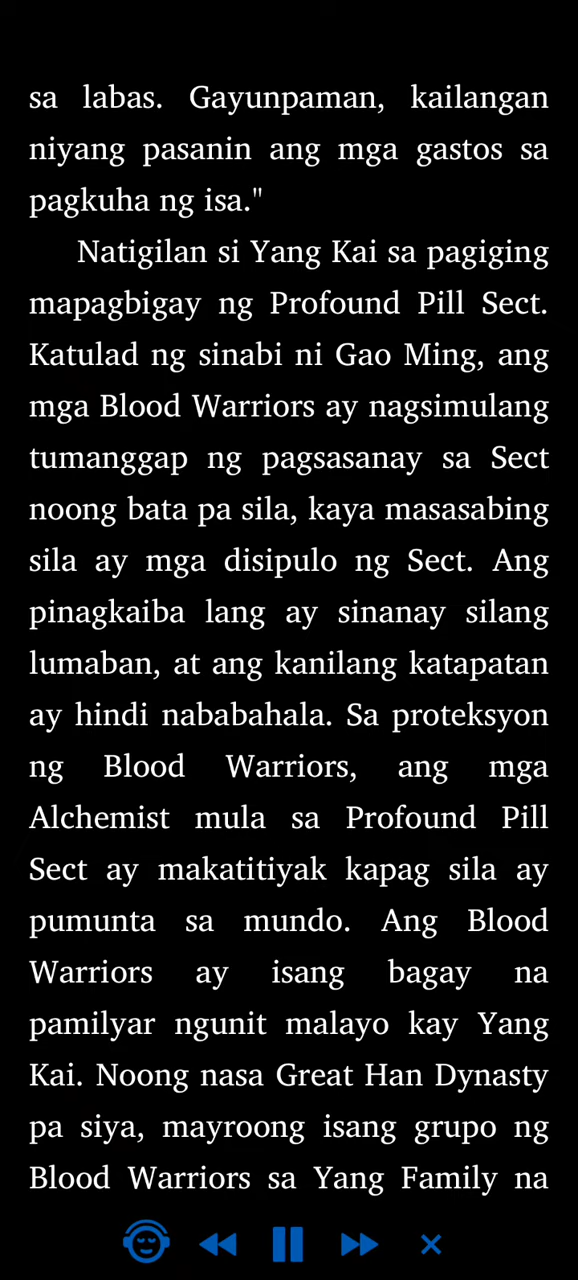 sa labas. Gayunpaman, kailangan
niyang pasanin ang mga gastos sa
pagkuha ng isa."
Natigilan si Yang Kai sa pagiging
mapagbigay ng Profound Pill Sect.
Katulad ng sinabi ni Gao Ming, ang
mga Blood Warriors ay nagsimulang
tumanggap ng pagsasanay sa Sect
noong bata pa sila, kaya masasabing
sila ay mga disipulo ng Sect. Ang
pinagkaiba lang ay sinanay silang
lumaban, at ang kanilang katapatan
ay hindi nababahala. Sa proteksyon
ng Blood Warriors, ang mga
Alchemist mula sa Profound Pill
Sect ay makatitiyak kapag sila ay
pumunta sa mundo. Ang Blood
Warriors ay isang bagay na
pamilyar ngunit malayo kay Yang
Kai. Noong nasa Great Han Dynasty
pa siya, mayroong isang grupo ng
Blood Warriors sa Yang Family na